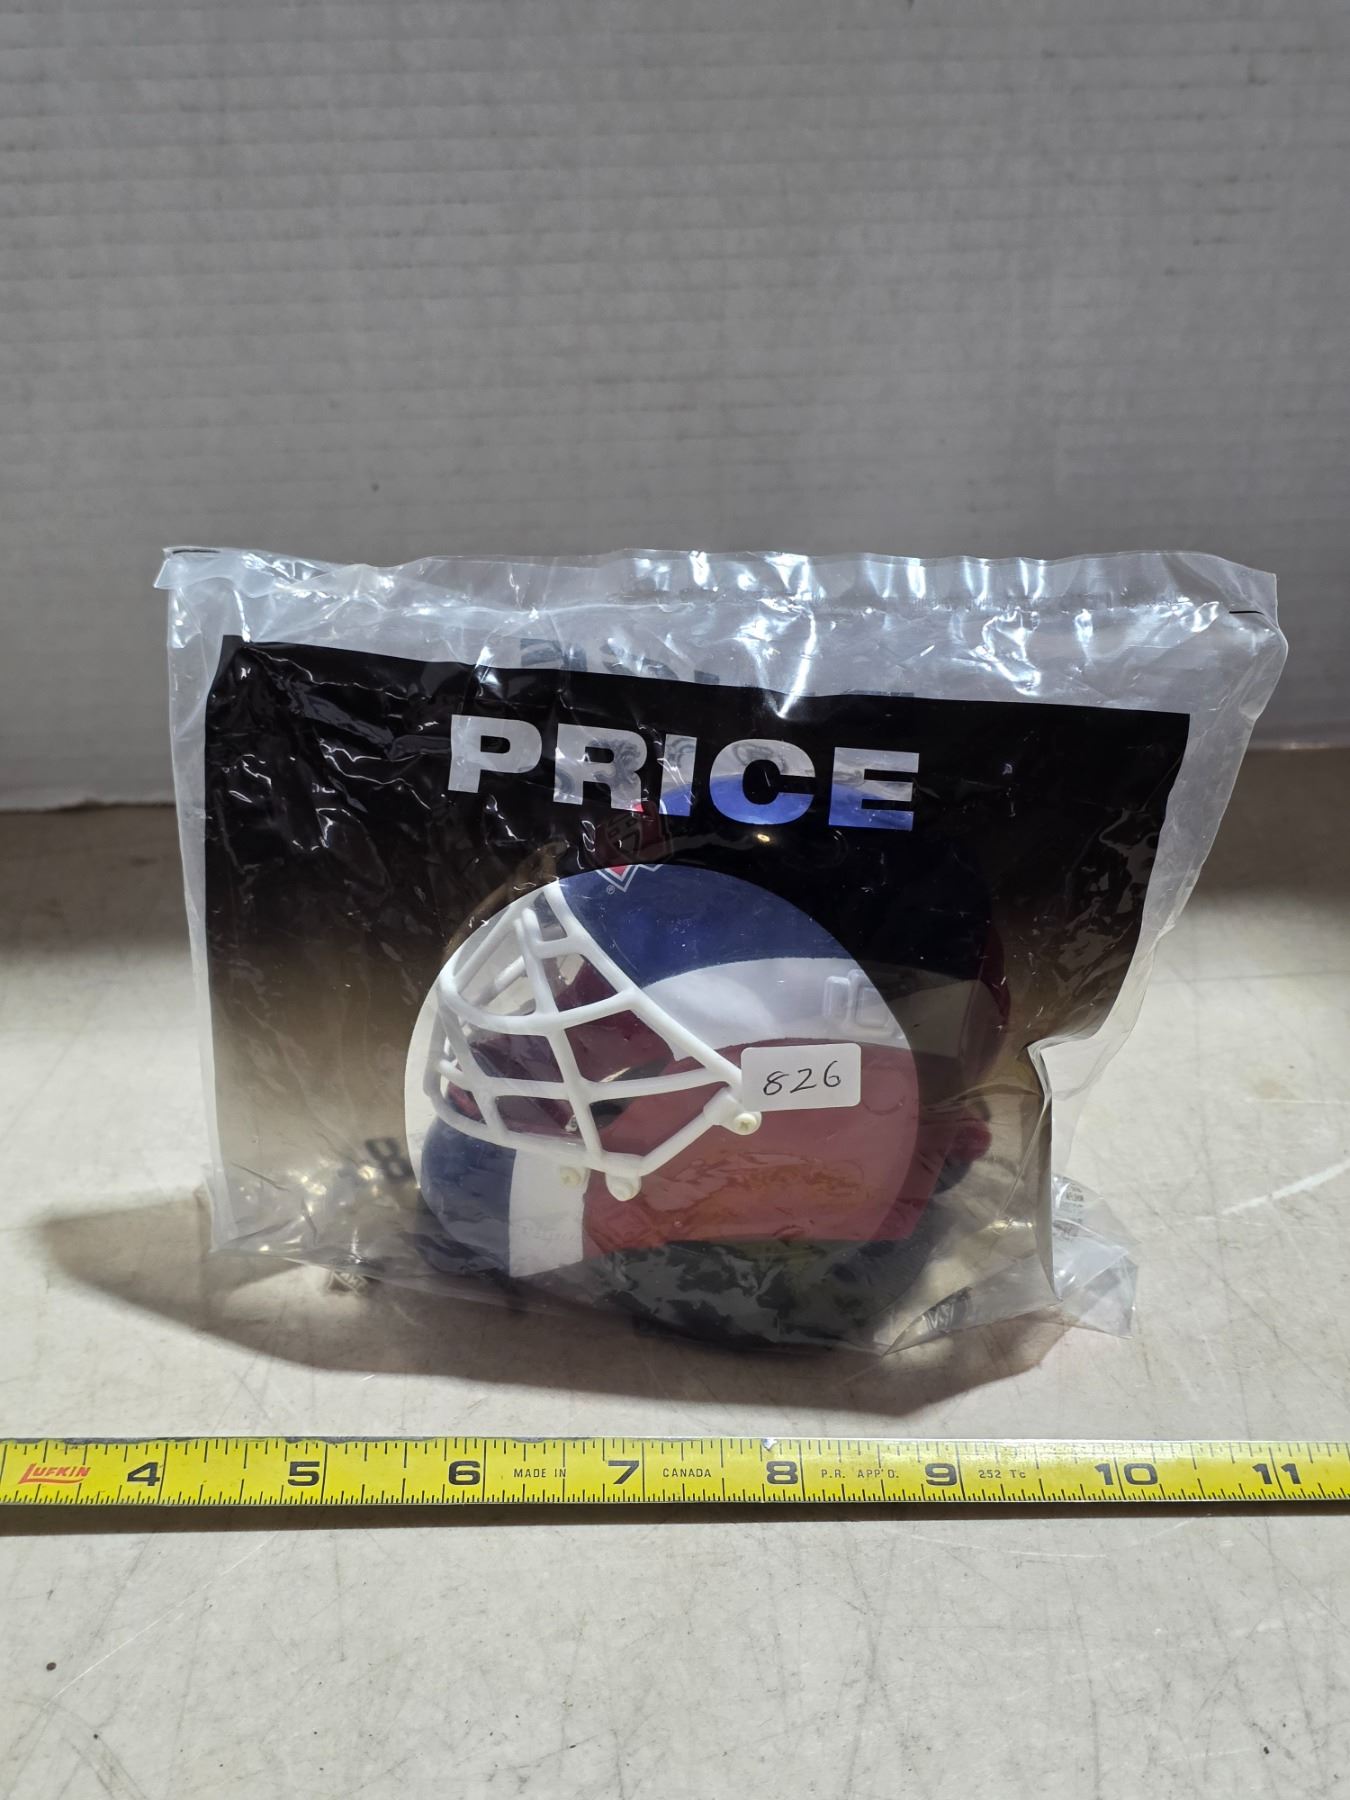 PRICE
®
826
LUFKIN 4 5 6 MADE IN 7 CANADA 8 P.R. APP'D. 9 252 Tc 10 11